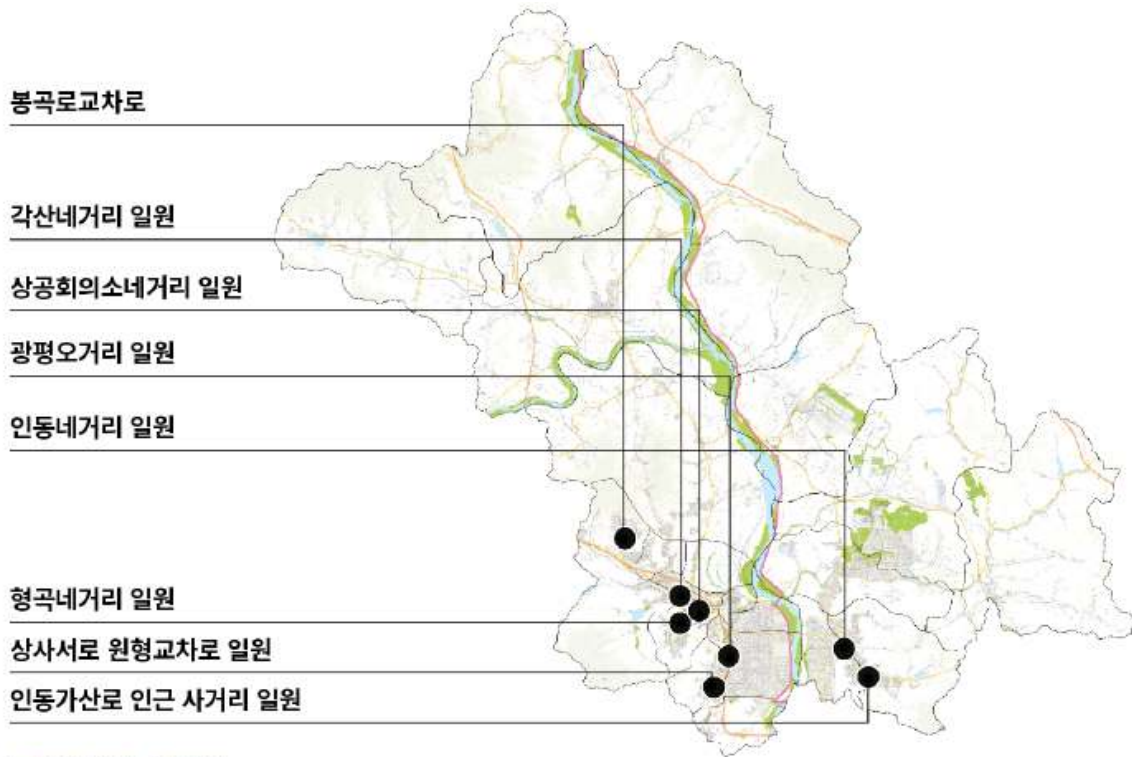 봉곡로교차로
각산네거리 일원
상공회의소네거리 일원
광평오거리 일원
인동네거리 일원
형곡네거리 일원
상사서로 원형교차로 일원
인동가산로 인근 사거리 일원